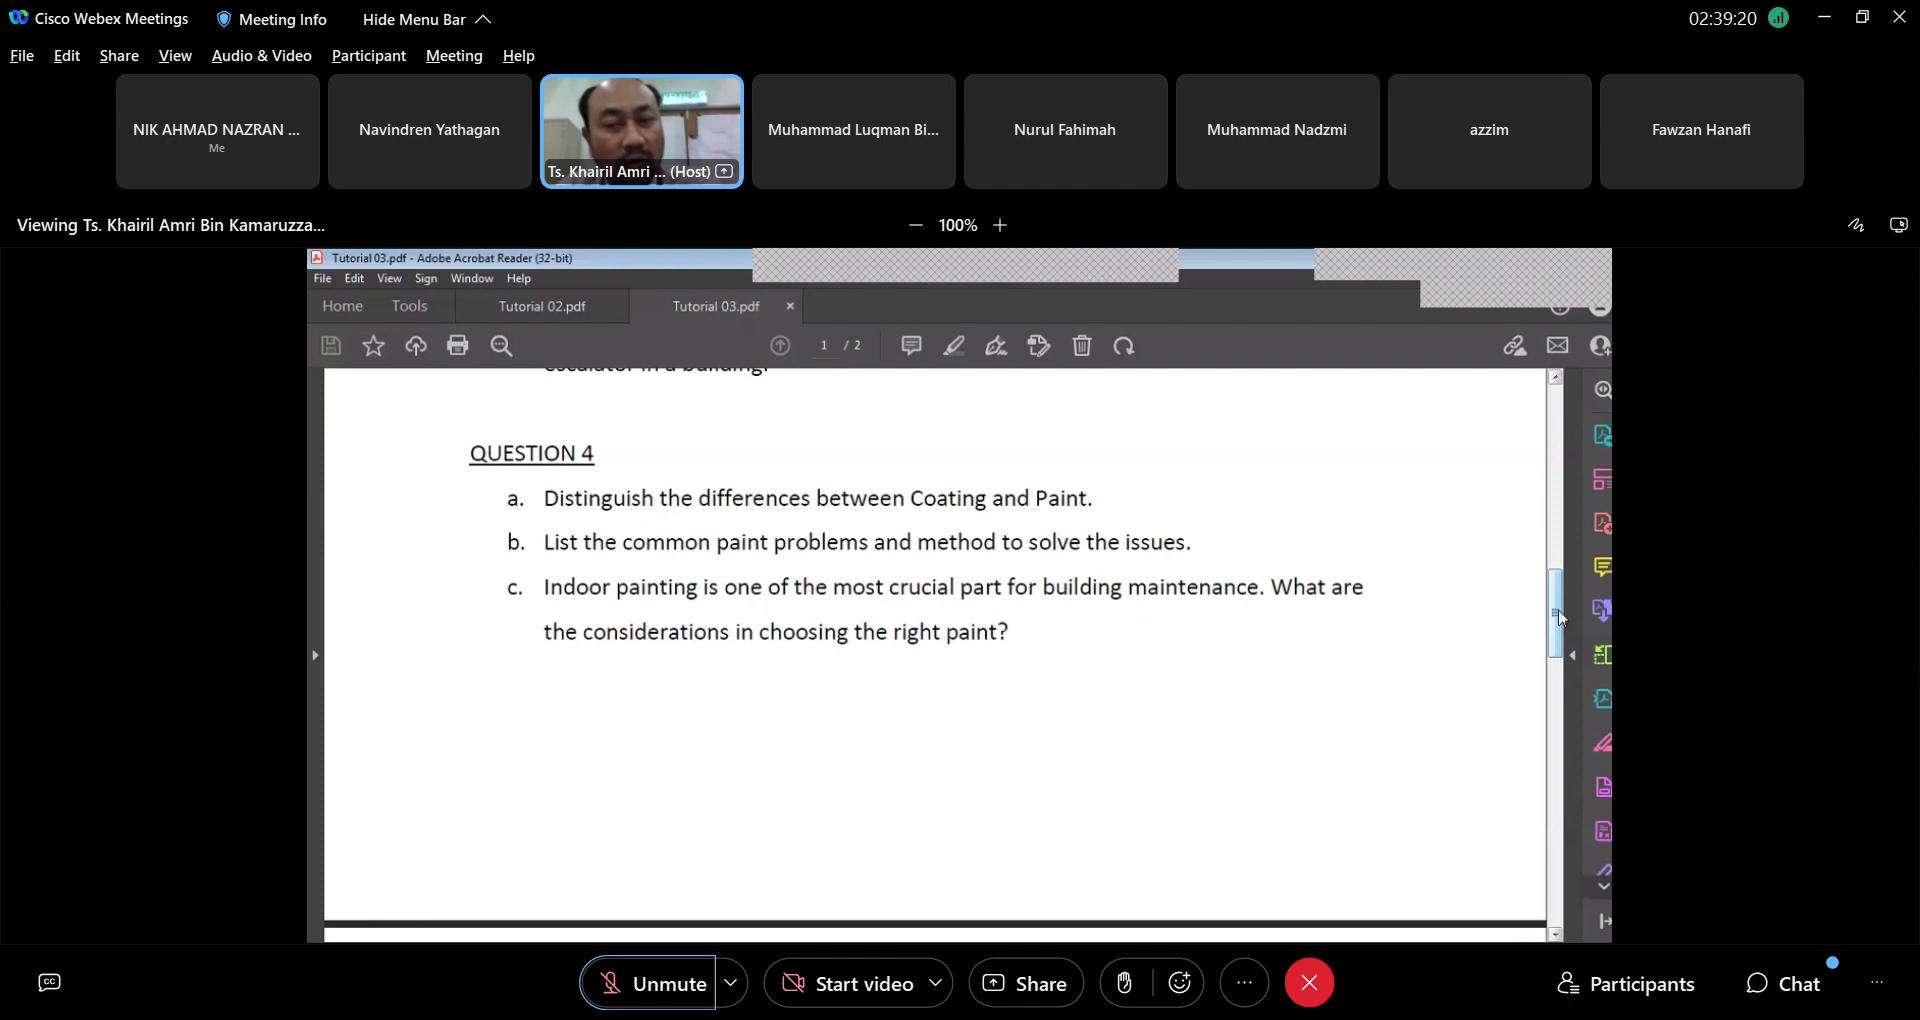 Cisco Webex Meetings
Meeting Info
Hide Menu Bar
02:39:20
File Edit Share View Audio & Video Participant Meeting Help
NIK AHMAD NAZRAN ...
Me
Navindren Yathagan
Ts. Khairil Amri ... (Host)
Muhammad Luqman Bi...
Nurul Fahimah
Muhammad Nadzmi
azzim
Fawzan Hanafi
Viewing Ts. Khairil Amri Bin Kamaruzza...
100%
Tutorial 03.pdf - Adobe Acrobat Reader (32-bit)
File Edit View Sign Window Help
Home Tools Tutorial 02.pdf Tutorial 03.pdf
1 / 2
escalator in a building.
QUESTION 4
a. Distinguish the differences between Coating and Paint.
b. List the common paint problems and method to solve the issues.
c. Indoor painting is one of the most crucial part for building maintenance. What are
the considerations in choosing the right paint?
CC
Unmute
Start video
Share
Participants
Chat